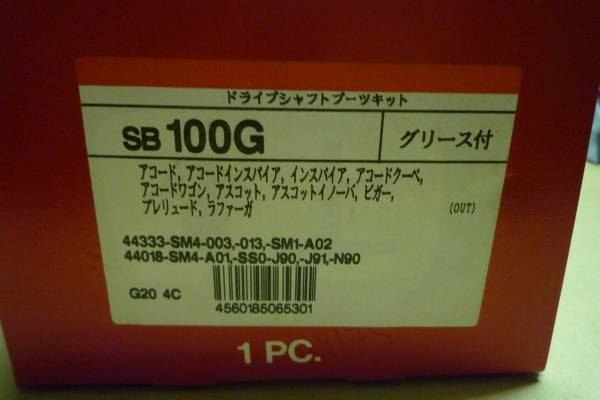 ドライブシャフトブーツキット
SB 100G
グリース付
アコード, アコードインスパイア, インスパイア, アコードクーペ,
アコードワゴン, アスコット, アスコットイノーバ, ビガー,
プレリュード, ラファーガ
(OUT)
44333-SM4-003,-013,-SM1-A02
44018-SM4-A01,-SS0-J90,-J91,-N90
G20 4C
4560185065301
1 PC.